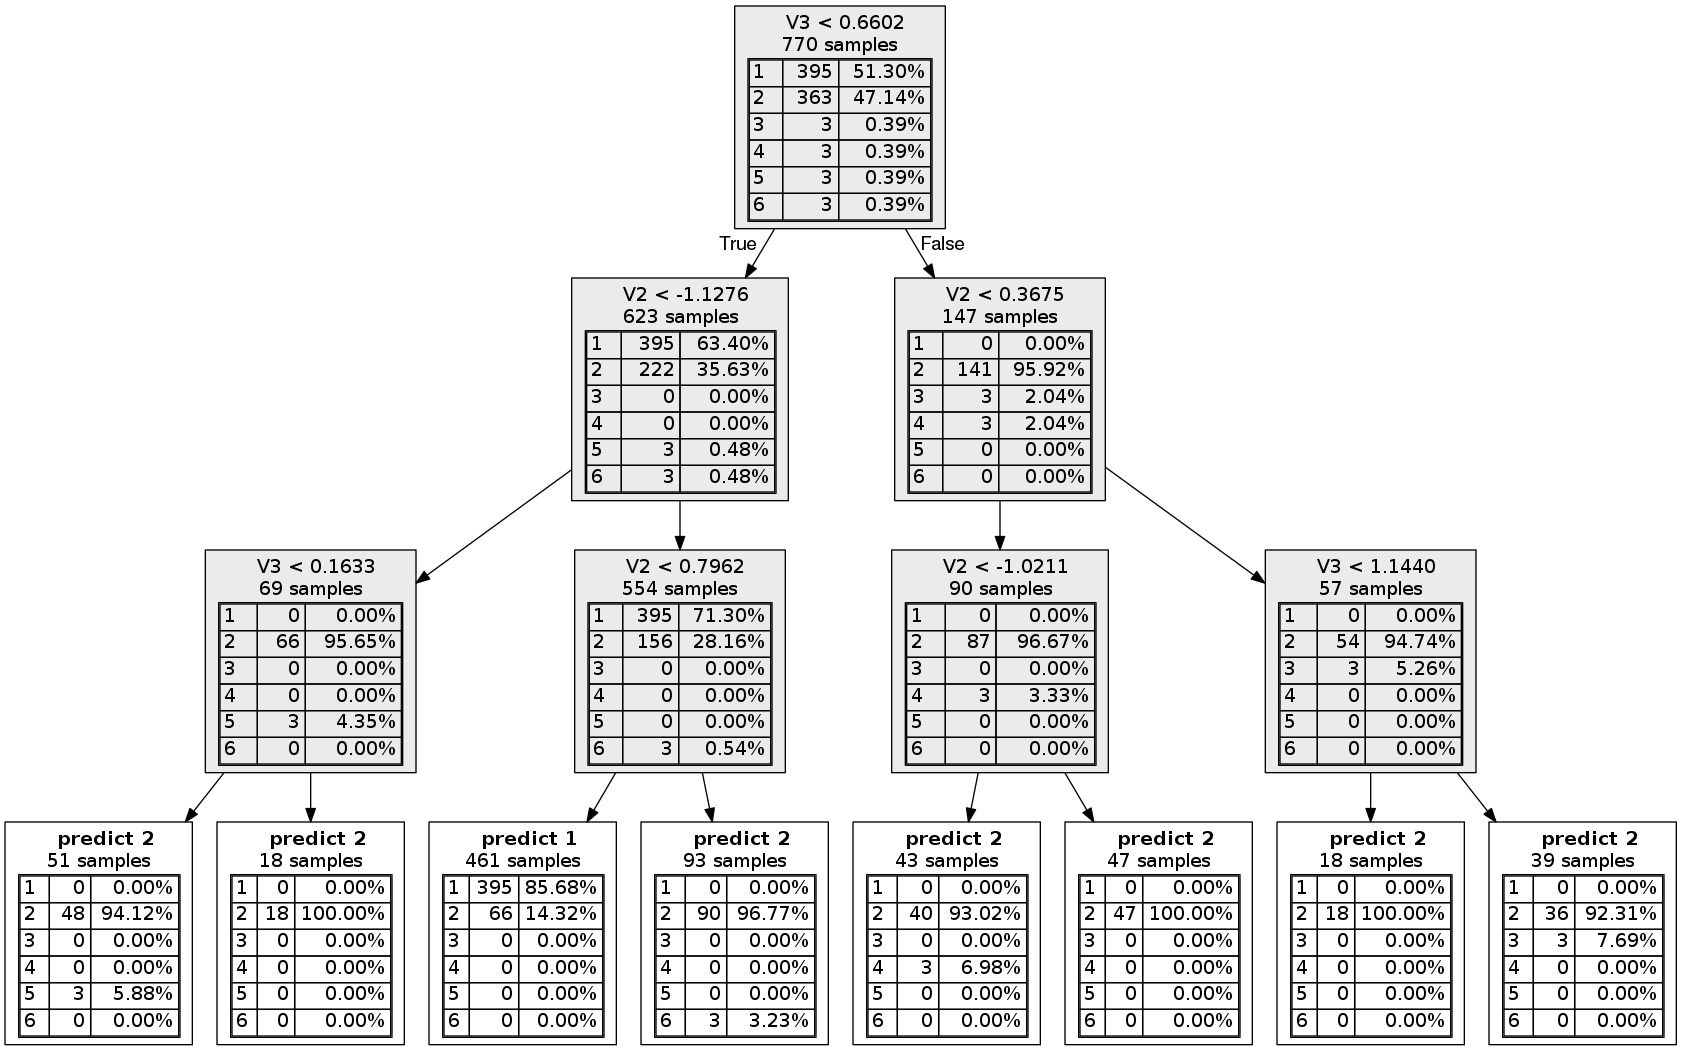 V3 < 0.6602
770 samples
1 395 51.30%
2 363 47.14%
3 3 0.39%
4 3 0.39%
5 3 0.39%
6 3 0.39%
True
False
V2 < -1.1276
623 samples
1 395 63.40%
2 222 35.63%
3 0 0.00%
4 0 0.00%
5 3 0.48%
6 3 0.48%
V2 < 0.3675
147 samples
1 0 0.00%
2 141 95.92%
3 3 2.04%
4 3 2.04%
5 0 0.00%
6 0 0.00%
V3 < 0.1633
69 samples
1 0 0.00%
2 66 95.65%
3 0 0.00%
4 0 0.00%
5 3 4.35%
6 0 0.00%
V2 < 0.7962
554 samples
1 395 71.30%
2 156 28.16%
3 0 0.00%
4 0 0.00%
5 0 0.00%
6 3 0.54%
V2 < -1.0211
90 samples
1 0 0.00%
2 87 96.67%
3 0 0.00%
4 3 3.33%
5 0 0.00%
6 0 0.00%
V3 < 1.1440
57 samples
1 0 0.00%
2 54 94.74%
3 3 5.26%
4 0 0.00%
5 0 0.00%
6 0 0.00%
predict 2
51 samples
1 0 0.00%
2 48 94.12%
3 0 0.00%
4 0 0.00%
5 3 5.88%
6 0 0.00%
predict 2
18 samples
1 0 0.00%
2 18 100.00%
3 0 0.00%
4 0 0.00%
5 0 0.00%
6 0 0.00%
predict 1
461 samples
1 395 85.68%
2 66 14.32%
3 0 0.00%
4 0 0.00%
5 0 0.00%
6 0 0.00%
predict 2
93 samples
1 0 0.00%
2 90 96.77%
3 0 0.00%
4 0 0.00%
5 0 0.00%
6 3 3.23%
predict 2
43 samples
1 0 0.00%
2 40 93.02%
3 0 0.00%
4 3 6.98%
5 0 0.00%
6 0 0.00%
predict 2
47 samples
1 0 0.00%
2 47 100.00%
3 0 0.00%
4 0 0.00%
5 0 0.00%
6 0 0.00%
predict 2
18 samples
1 0 0.00%
2 18 100.00%
3 0 0.00%
4 0 0.00%
5 0 0.00%
6 0 0.00%
predict 2
39 samples
1 0 0.00%
2 36 92.31%
3 3 7.69%
4 0 0.00%
5 0 0.00%
6 0 0.00%